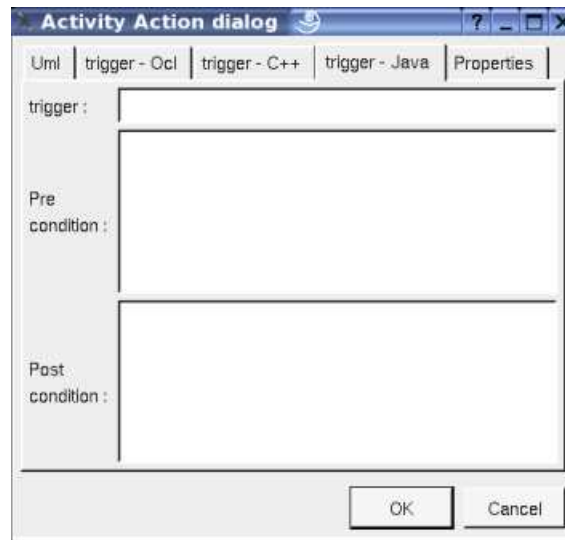 Activity Action dialog
Uml trigger - Ocl trigger - C++ trigger - Java Properties
trigger :
Pre
condition :
Post
condition :
OK Cancel